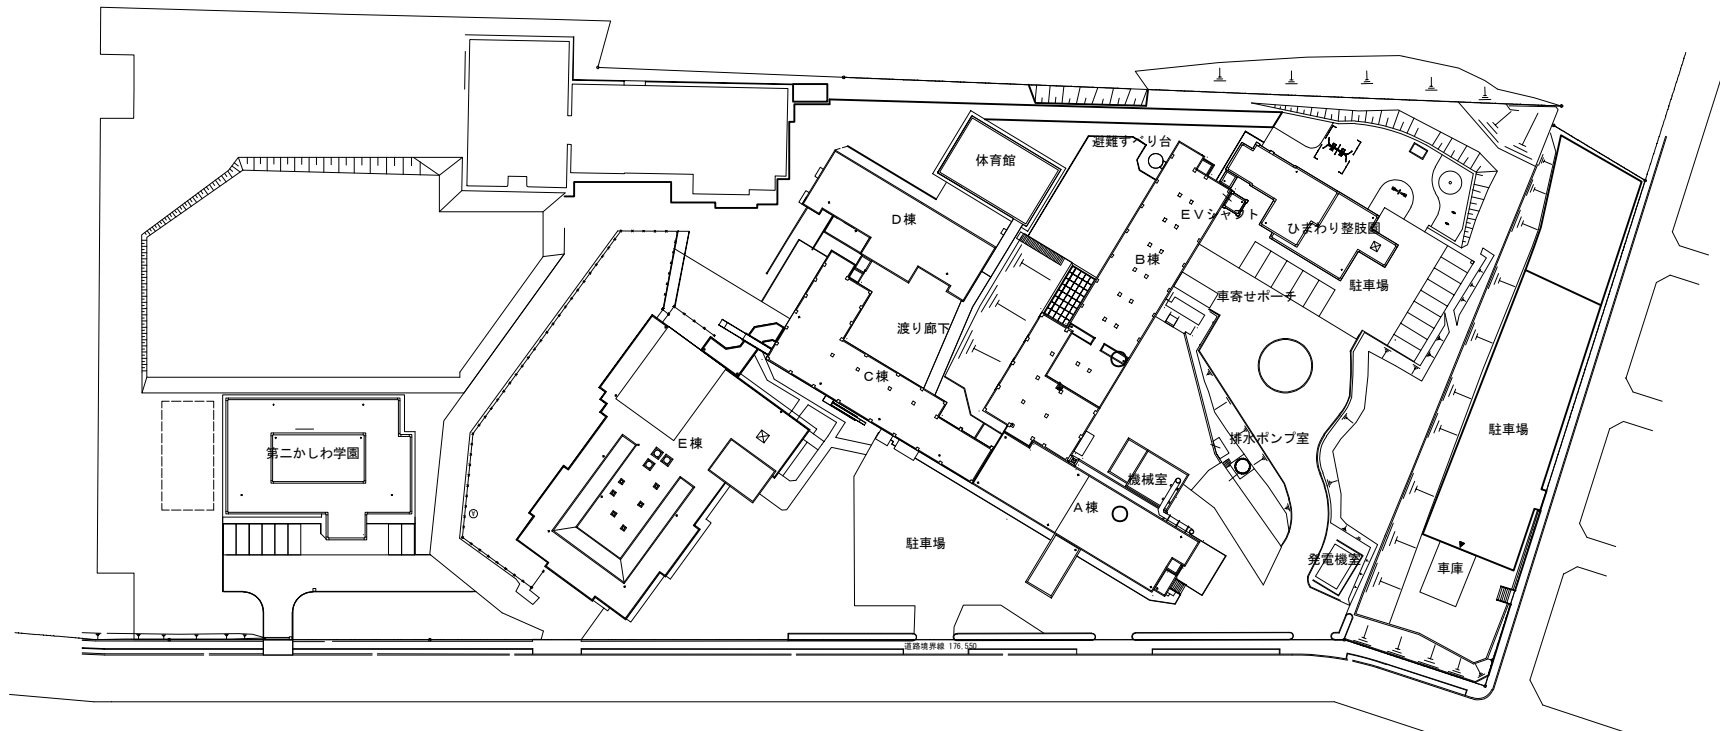 避難すべり台
体育館
D棟
EVシャフト
ひまわり整肢園
B棟
駐車場
車寄せポーチ
渡り廊下
C棟
駐車場
E棟
排水ポンプ室
第二かしわ学園
機械室
A棟
駐車場
発電機室
車庫
道路境界線 176.550